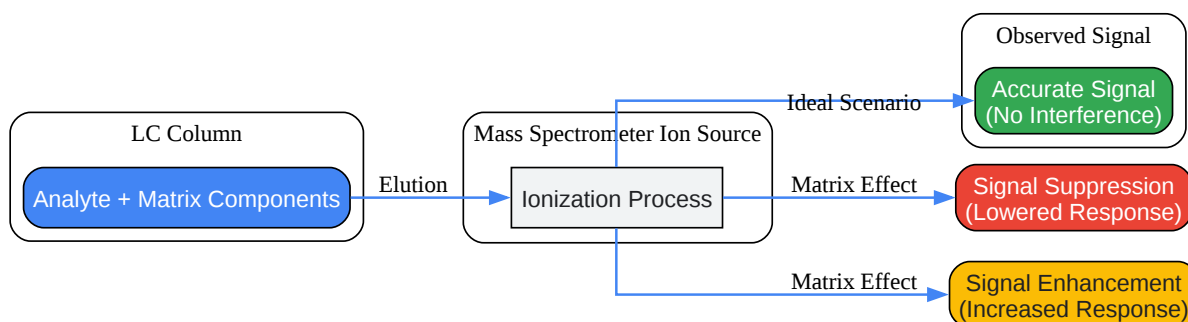 LC Column
Analyte + Matrix Components
Elution
Mass Spectrometer Ion Source
Ionization Process
Ideal Scenario
Matrix Effect
Matrix Effect
Observed Signal
Accurate Signal
(No Interference)
Signal Suppression
(Lowered Response)
Signal Enhancement
(Increased Response)